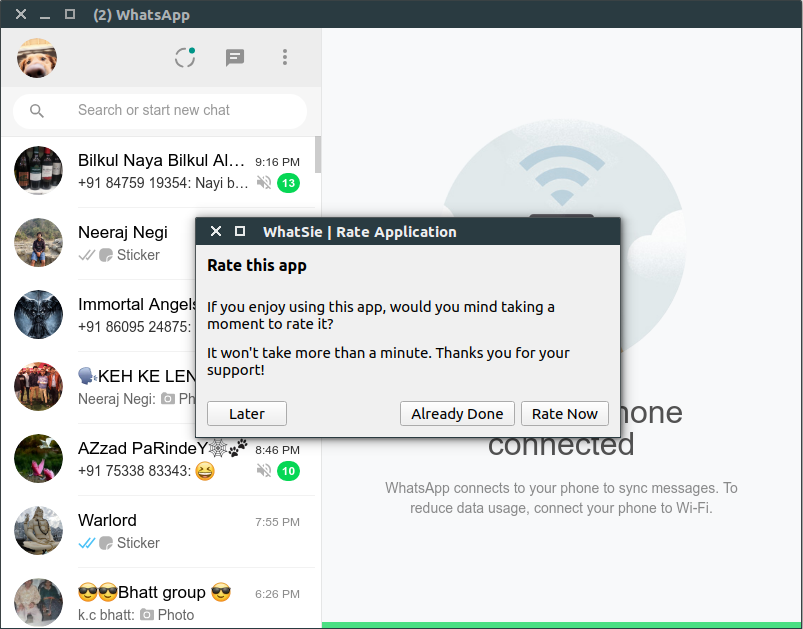 (2) WhatsApp
Search or start new chat
Bilkul Naya Bilkul Al… 9:16 PM
+91 84759 19354: Nayi b… 13
Neeraj Negi
Sticker
Immortal Angels
+91 86095 24875:
🗣KEH KE LEN
Neeraj Negi: Ph
AZzad PaRindeY🕸🐾 8:46 PM
+91 75338 83343: 😆 10
Warlord 7:55 PM
Sticker
😎😎Bhatt group 😎 6:26 PM
k.c bhatt: Photo
WhatSie | Rate Application
Rate this app
If you enjoy using this app, would you mind taking a
moment to rate it?
It won't take more than a minute. Thanks you for your
support!
Later Already Done Rate Now
hone
connected
WhatsApp connects to your phone to sync messages. To
reduce data usage, connect your phone to Wi-Fi.